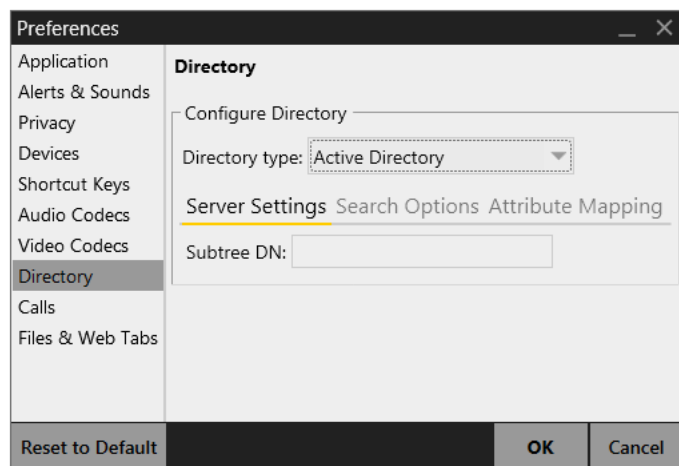 Preferences
Application
Alerts & Sounds
Privacy
Devices
Shortcut Keys
Audio Codecs
Video Codecs
Directory
Calls
Files & Web Tabs
Directory
Configure Directory
Directory type: Active Directory
Server Settings Search Options Attribute Mapping
Subtree DN:
Reset to Default OK Cancel